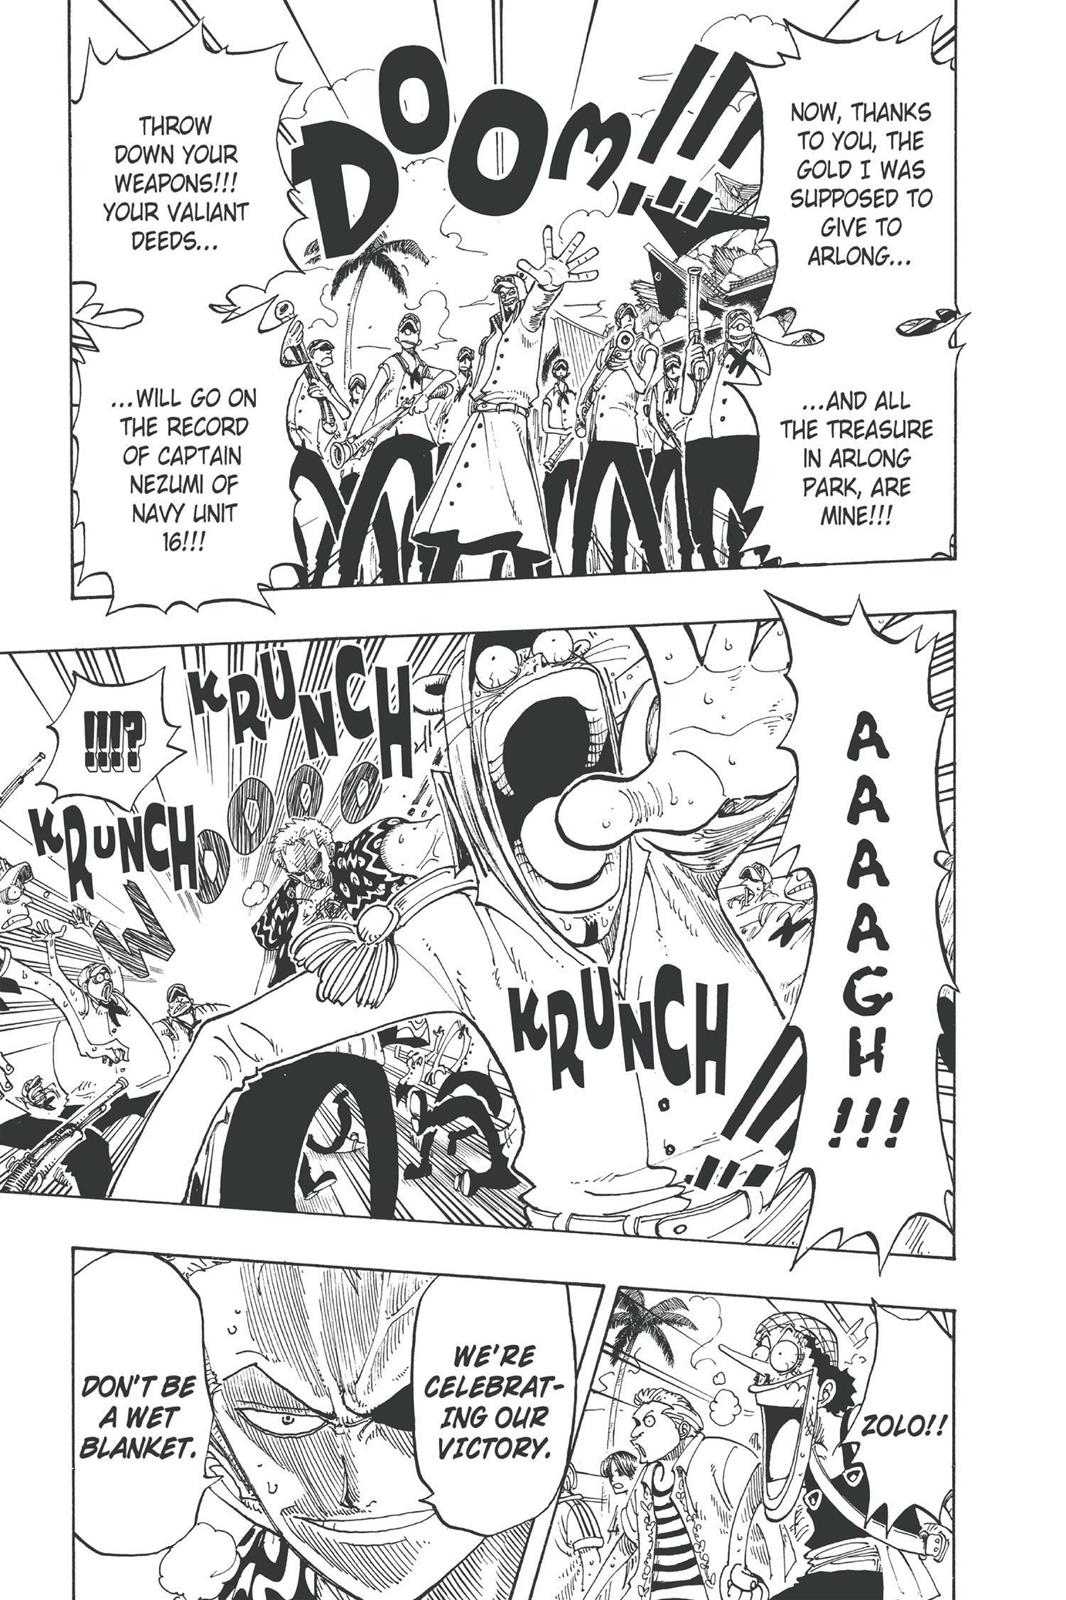 NOW, THANKS
TO YOU, THE
GOLD I WAS
SUPPOSED TO
GIVE TO
ARLONG...
...AND ALL
THE TREASURE
IN ARLONG
PARK, ARE
MINE!!!
DOOM!!!
THROW
DOWN YOUR
WEAPONS!!!
YOUR VALIANT
DEEDS...
...WILL GO ON
THE RECORD
OF CAPTAIN
NEZUMI OF
NAVY UNIT
16!!!
AAAAGH!!!
KRUNCH
KRUNCH!!!
!!!?
KRUNCH
WOOOOO
ZOLO!!
WE'RE
CELEBRAT-
ING OUR
VICTORY.
DON'T BE
A WET
BLANKET.